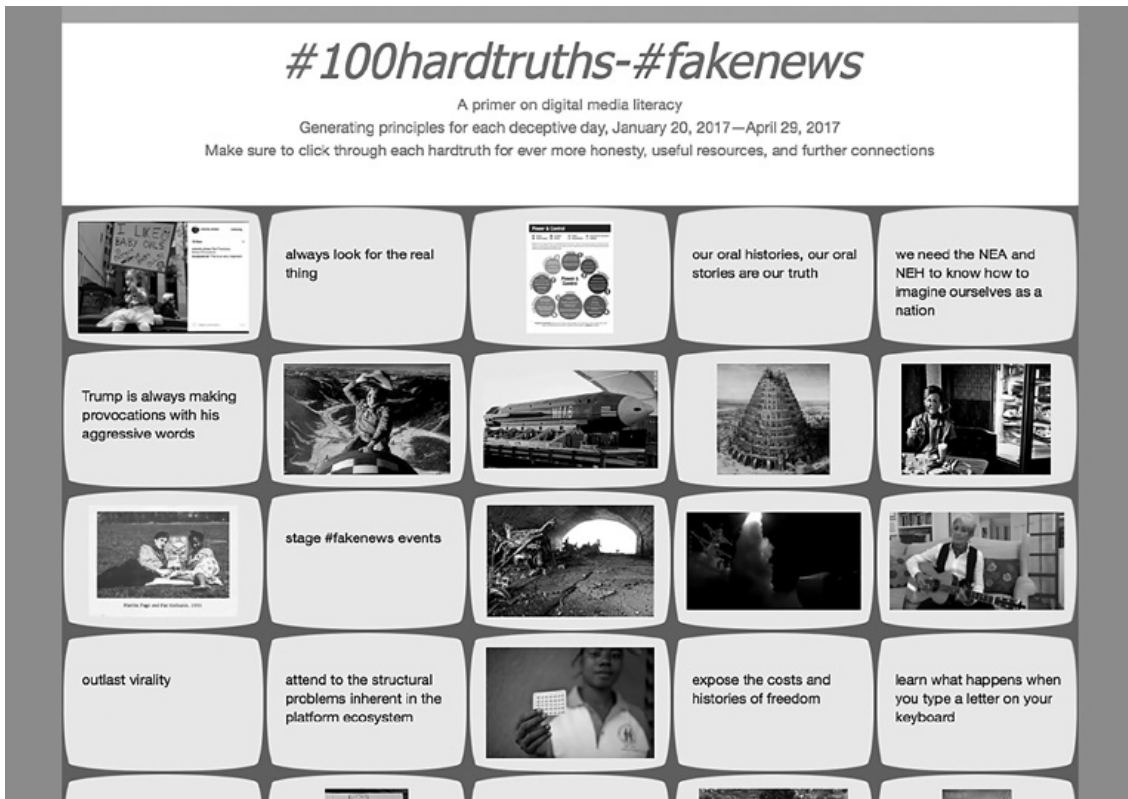 #100hardtruths-#fakenews
A primer on digital media literacy
Generating principles for each deceptive day, January 20, 2017—April 29, 2017
Make sure to click through each hardtruth for ever more honesty, useful resources, and further connections
I LIKEN
BABY OWLS
always look for the real
thing
Power & Control
Power &
Control
our oral histories, our oral
stories are our truth
we need the NEA and
NEH to know how to
imagine ourselves as a
nation
Trump is always making
provocations with his
aggressive words
stage #fakenews events
outlast virality
attend to the structural
problems inherent in the
platform ecosystem
expose the costs and
histories of freedom
learn what happens when
you type a letter on your
keyboard